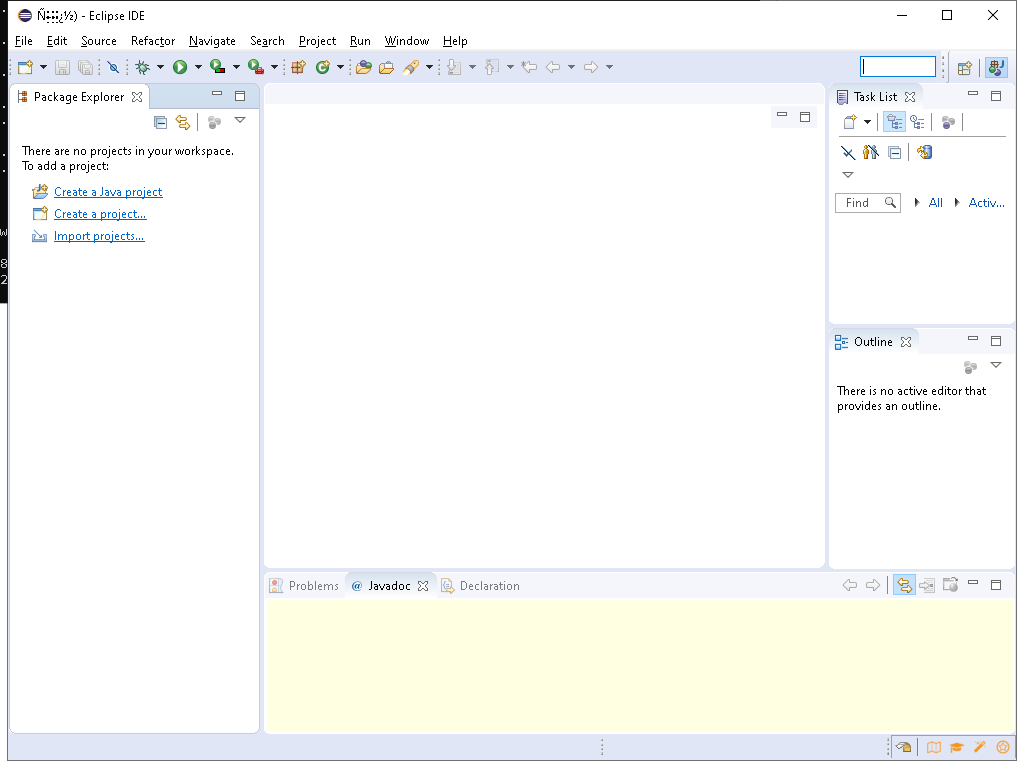 - Eclipse IDE
File Edit Source Refactor Navigate Search Project Run Window Help
Package Explorer
There are no projects in your workspace.
To add a project:
Create a Java project
Create a project...
Import projects...
Task List
Find All Activ...
Outline
There is no active editor that
provides an outline.
Problems @ Javadoc Declaration
W
8
2